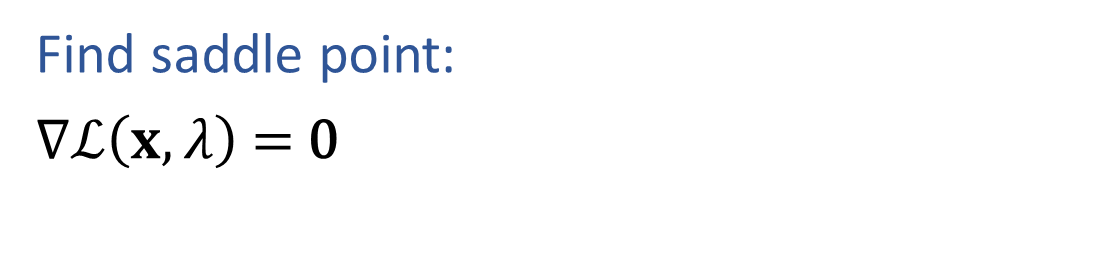 Find saddle point:
∇ℒ(𝐱, λ) = 𝟎